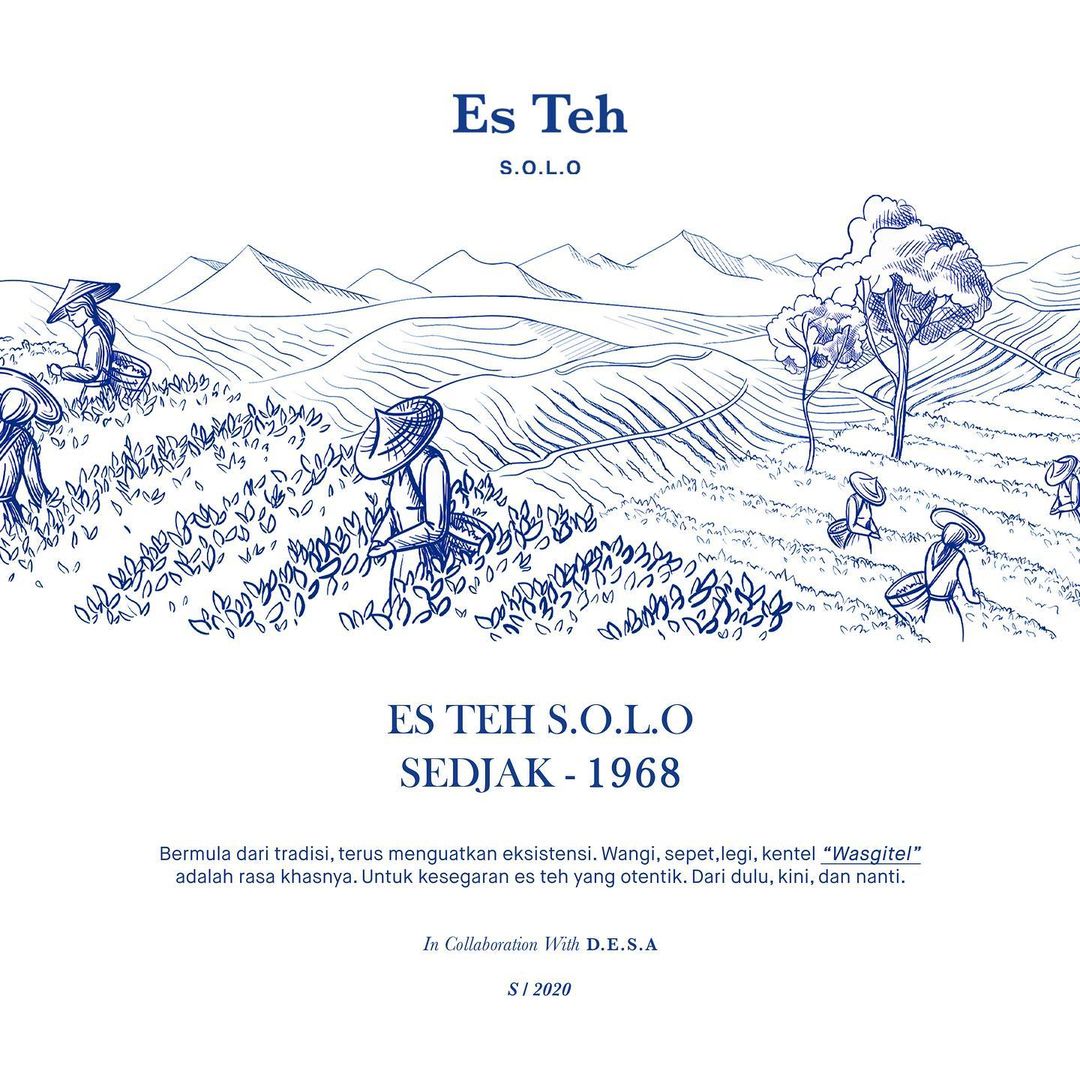 Es Teh
S.O.L.O
ES TEH S.O.L.O
SEDJAK - 1968
Bermula dari tradisi, terus menguatkan eksistensi. Wangi, sepet,legi, kentel “Wasgitel”
adalah rasa khasnya. Untuk kesegaran es teh yang otentik. Dari dulu, kini, dan nanti.
In Collaboration With D.E.S.A
S / 2020